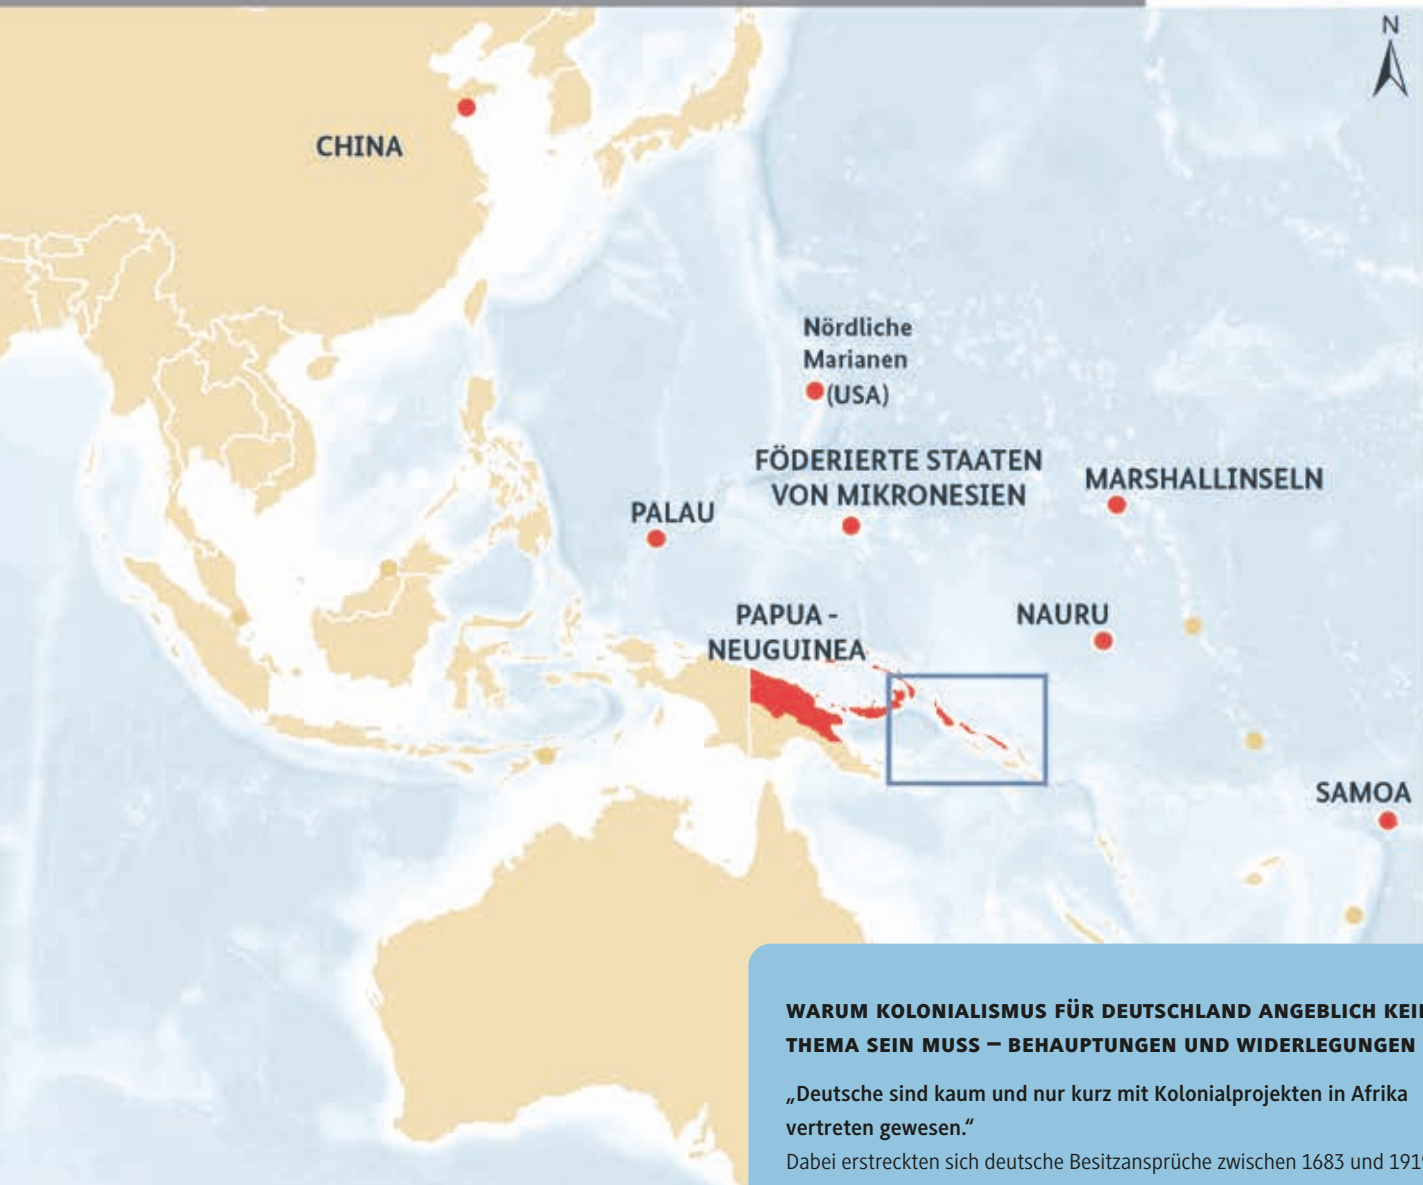 N
CHINA
Nördliche
Marianen
(USA)
FÖDERIERTE STAATEN
VON MIKRONESIEN
MARSHALLINSELN
PALAU
PAPUA -
NEUGUINEA
NAURU
SAMOA
WARUM KOLONIALISMUS FÜR DEUTSCHLAND ANGEBLICH KEIN
THEMA SEIN MUSS – BEHAUPTUNGEN UND WIDERLEGUNGEN
„Deutsche sind kaum und nur kurz mit Kolonialprojekten in Afrika
vertreten gewesen.“
Dabei erstreckten sich deutsche Besitzansprüche zwischen 1683 und 1919